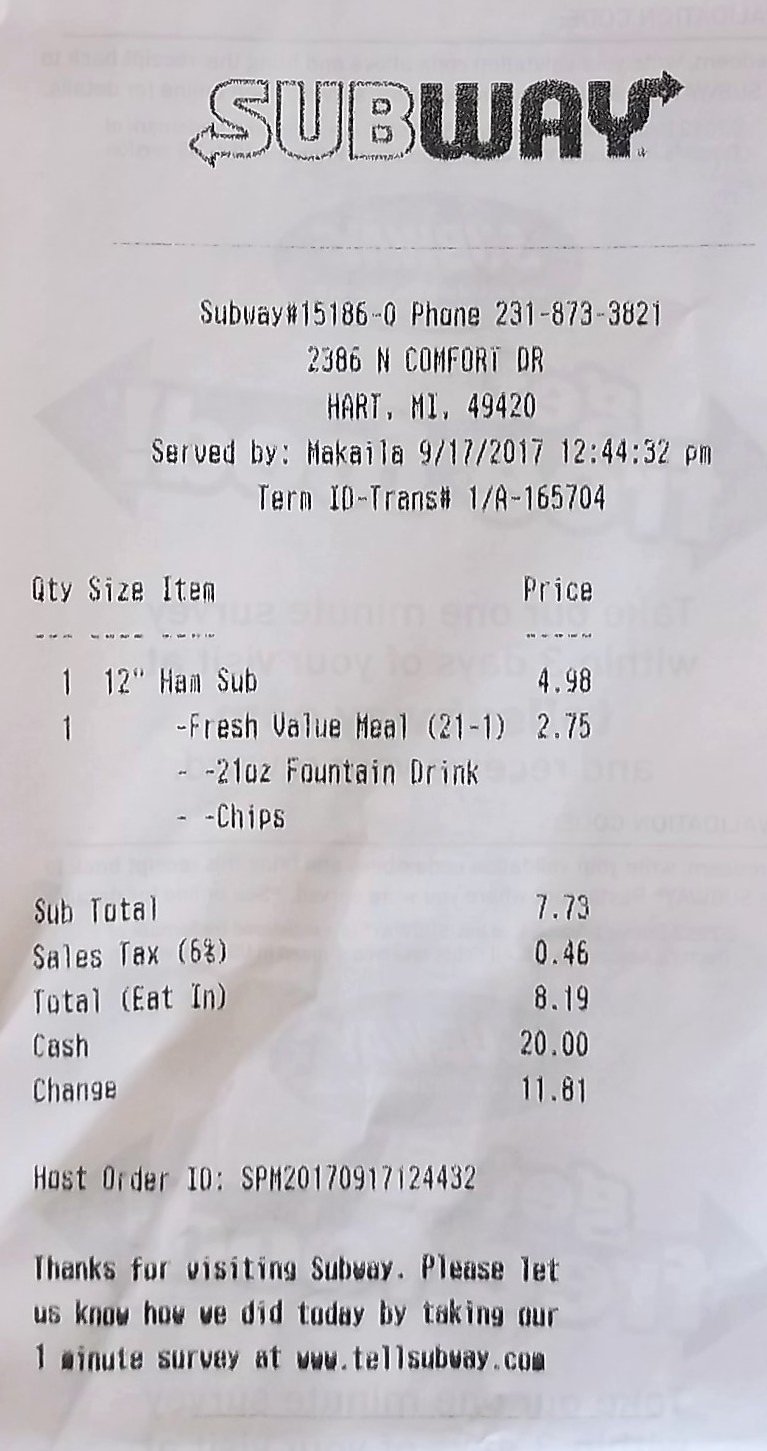 SUBWAY
Subway#15186-0 Phone 231-873-3821
2386 N COMFORT DR
HART, MI, 49420
Served by: Makaila 9/17/2017 12:44:32 pm
Term ID-Trans# 1/A-165704
Qty Size Item Price
--- ---- ---- -----
1 12" Ham Sub 4.98
1 -Fresh Value Meal (21-1) 2.75
- -21oz Fountain Drink
- -Chips
Sub Total 7.73
Sales Tax (6%) 0.46
Total (Eat In) 8.19
Cash 20.00
Change 11.81
Host Order ID: SPM20170917124432
Thanks for visiting Subway. Please let
us know how we did today by taking our
1 minute survey at www.tellsubway.com